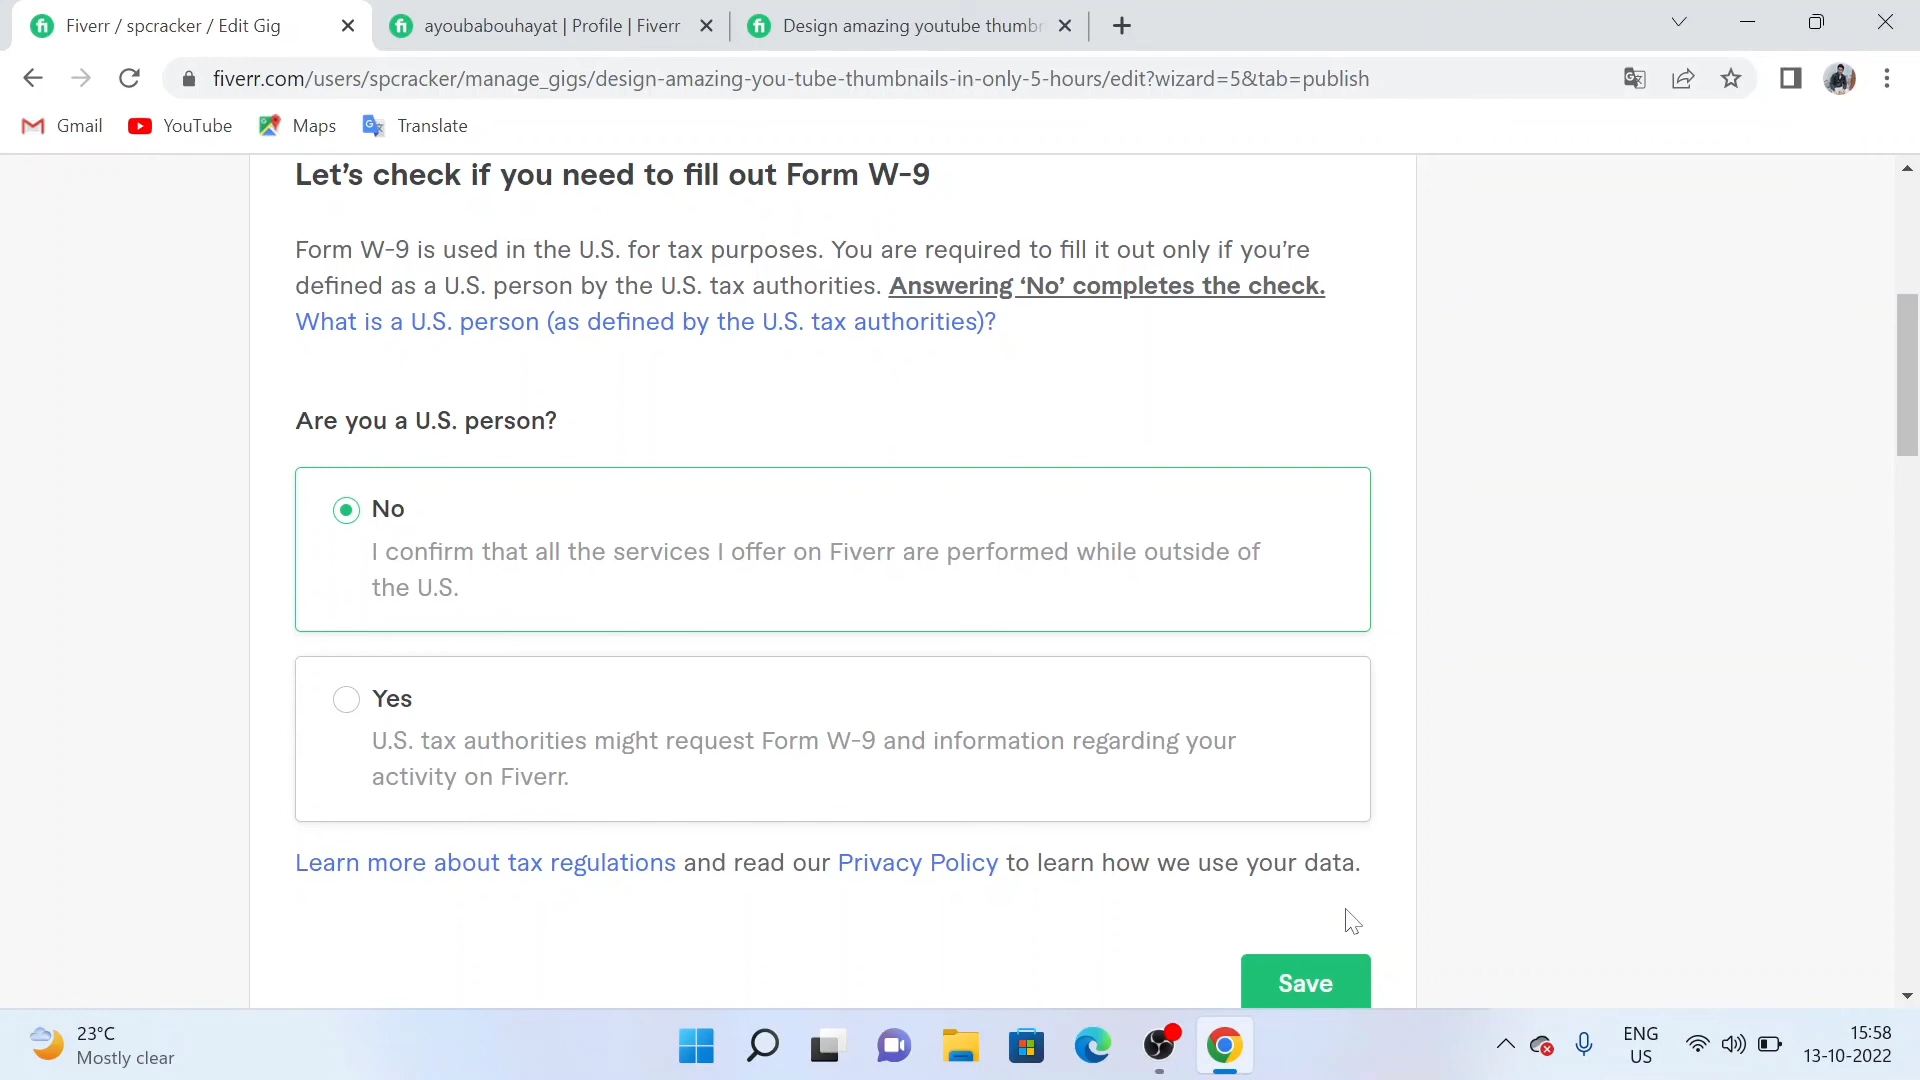 Fiverr / spcracker / Edit Gig
ayoubabouhayat | Profile | Fiverr
Design amazing youtube thumbn
fiverr.com/users/spcracker/manage_gigs/design-amazing-you-tube-thumbnails-in-only-5-hours/edit?wizard=5&tab=publish
Gmail
YouTube
Maps
Translate
Let's check if you need to fill out Form W-9
Form W-9 is used in the U.S. for tax purposes. You are required to fill it out only if you're
defined as a U.S. person by the U.S. tax authorities. Answering 'No' completes the check.
What is a U.S. person (as defined by the U.S. tax authorities)?
Are you a U.S. person?
No
I confirm that all the services I offer on Fiverr are performed while outside of
the U.S.
Yes
U.S. tax authorities might request Form W-9 and information regarding your
activity on Fiverr.
Learn more about tax regulations and read our Privacy Policy to learn how we use your data.
Save
23°C
Mostly clear
ENG
US
15:58
13-10-2022